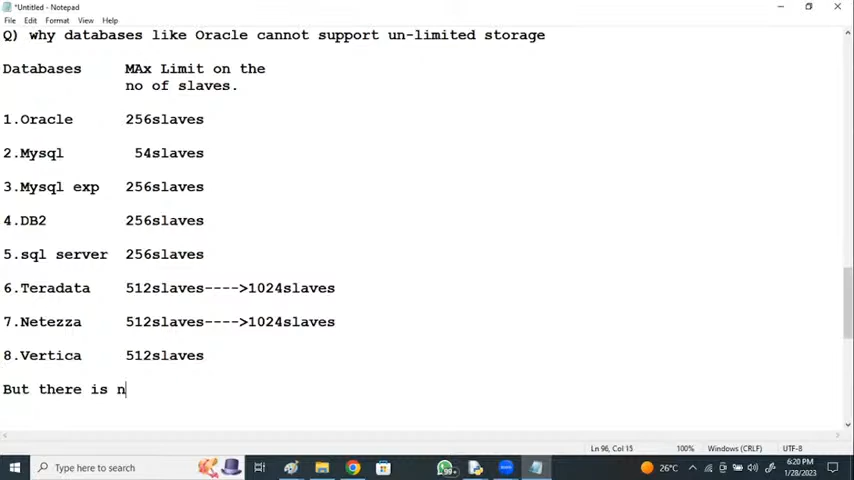 *Untitled - Notepad
File Edit Format View Help
Q) why databases like Oracle cannot support un-limited storage
Databases MAx Limit on the
no of slaves.
1.Oracle 256slaves
2.Mysql 54slaves
3.Mysql exp 256slaves
4.DB2 256slaves
5.sql server 256slaves
6.Teradata 512slaves---->1024slaves
7.Netezza 512slaves---->1024slaves
8.Vertica 512slaves
But there is n
Ln 96, Col 15 100% Windows (CRLF) UTF-8
Type here to search 99+ 26°C 6:20 PM
1/28/2023